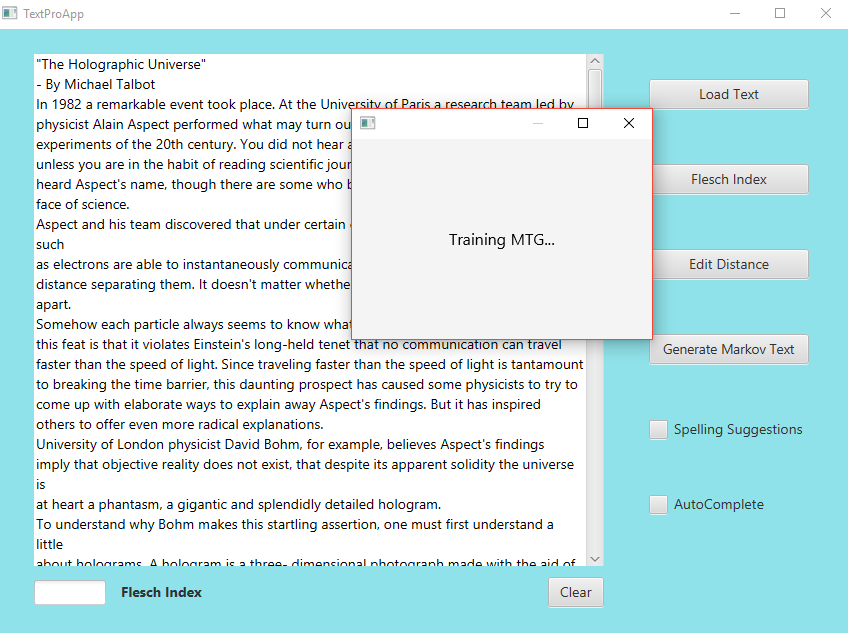 TextProApp
"The Holographic Universe"
- By Michael Talbot
In 1982 a remarkable event took place. At the University of Paris a research team led by
physicist Alain Aspect performed what may turn ou
experiments of the 20th century. You did not hear a
unless you are in the habit of reading scientific jour
heard Aspect's name, though there are some who b
face of science.
Aspect and his team discovered that under certain
such
as electrons are able to instantaneously communica
distance separating them. It doesn't matter whethe
apart.
Somehow each particle always seems to know what
this feat is that it violates Einstein's long-held tenet that no communication can travel
faster than the speed of light. Since traveling faster than the speed of light is tantamount
to breaking the time barrier, this daunting prospect has caused some physicists to try to
come up with elaborate ways to explain away Aspect's findings. But it has inspired
others to offer even more radical explanations.
University of London physicist David Bohm, for example, believes Aspect's findings
imply that objective reality does not exist, that despite its apparent solidity the universe
is
at heart a phantasm, a gigantic and splendidly detailed hologram.
To understand why Bohm makes this startling assertion, one must first understand a
little
about holograms. A hologram is a three- dimensional photograph made with the aid of
Training MTG...
Load Text
Flesch Index
Edit Distance
Generate Markov Text
Spelling Suggestions
AutoComplete
Flesch Index
Clear